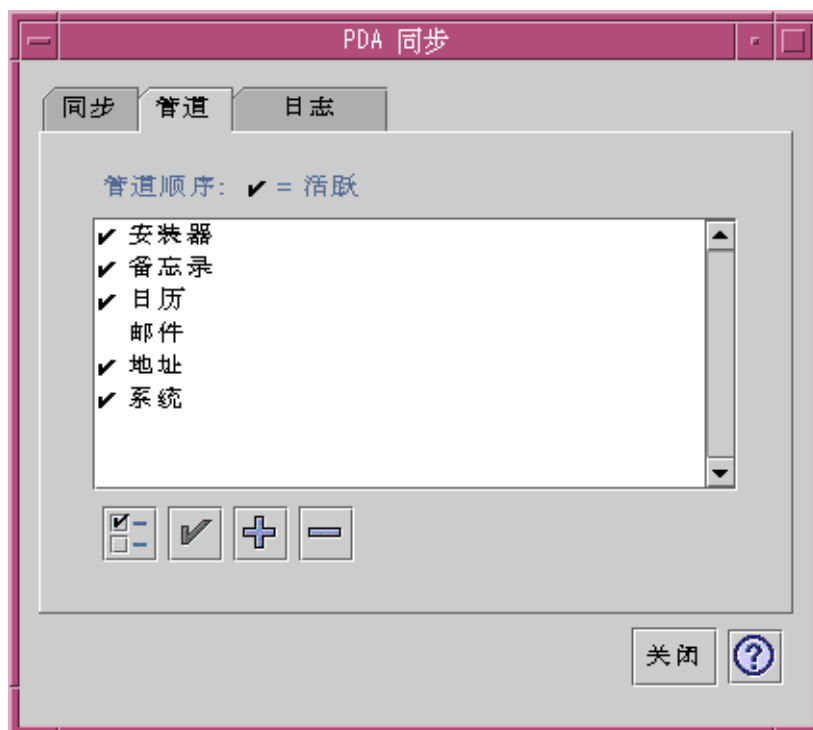 PDA 同步
同步 管道 日志
管道顺序: ✔ = 活跃
✔ 安装器
✔ 备忘录
✔ 日历
邮件
✔ 地址
✔ 系统
关闭